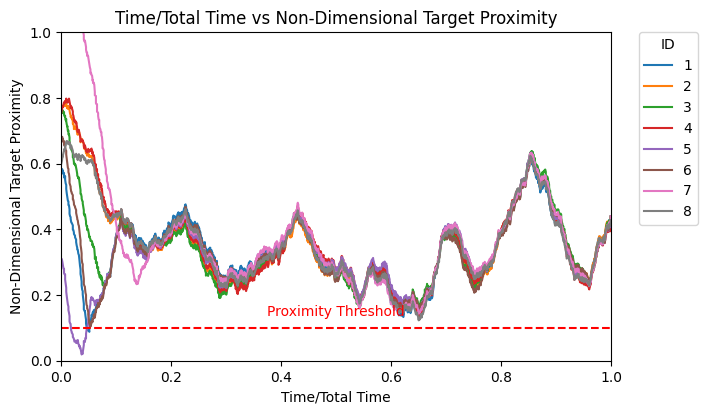 Time/Total Time vs Non-Dimensional Target Proximity
Non-Dimensional Target Proximity
1.0
0.8
0.6
0.4
0.2
0.0
Proximity Threshold
0.0 0.2 0.4 0.6 0.8 1.0
Time/Total Time
ID
1
2
3
4
5
6
7
8